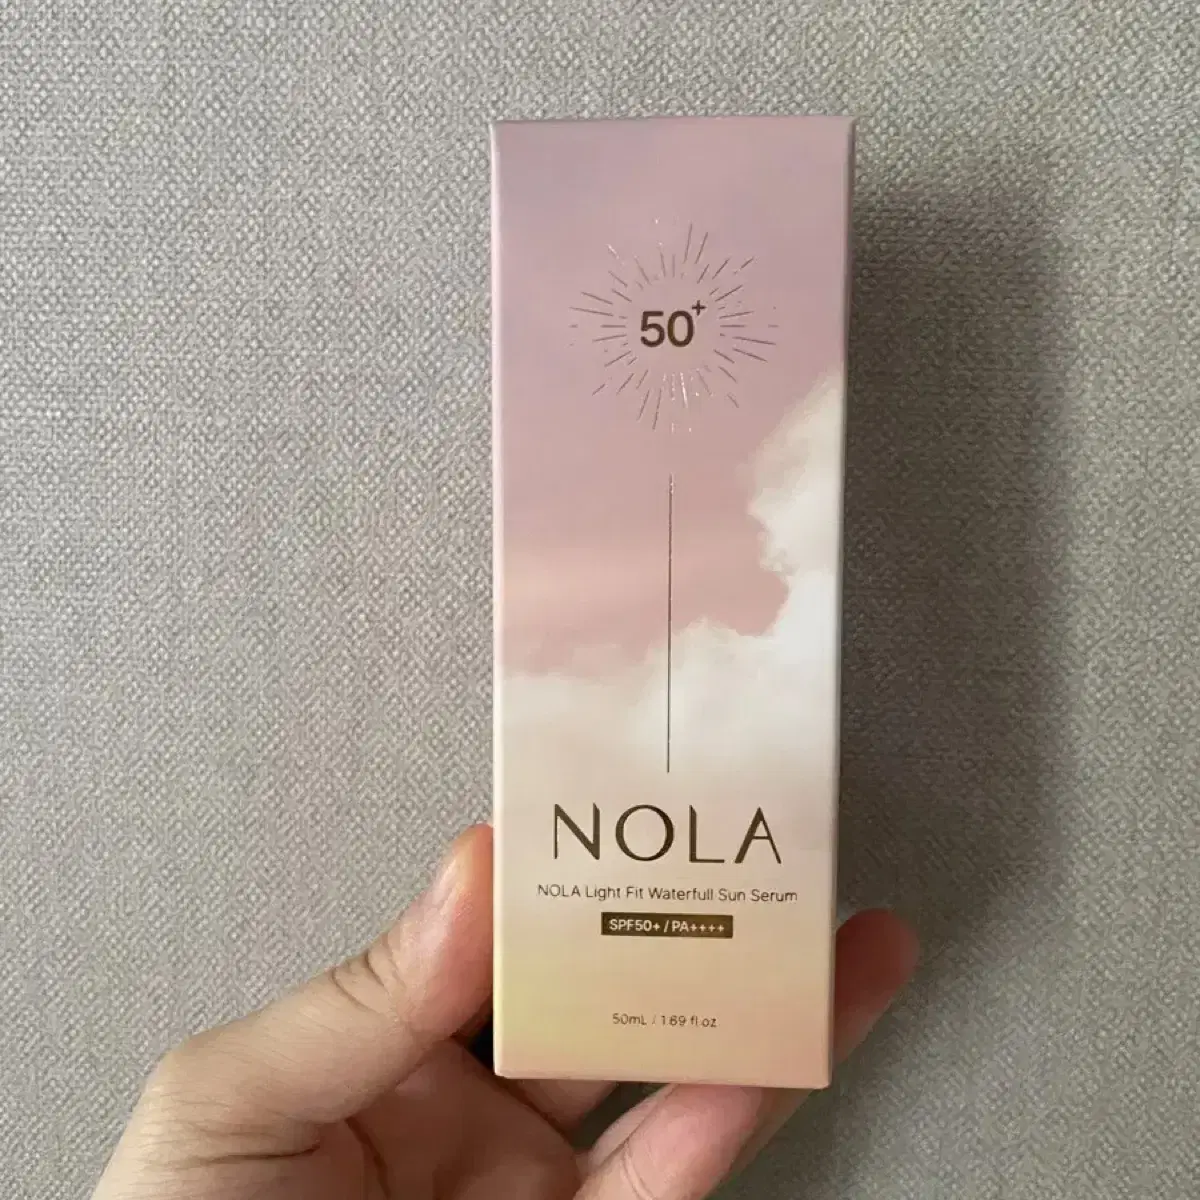 50+
NOLA
NOLA Light Fit Waterfull Sun Serum
SPF50+ / PA++++
50mL / 1.69 fl.oz